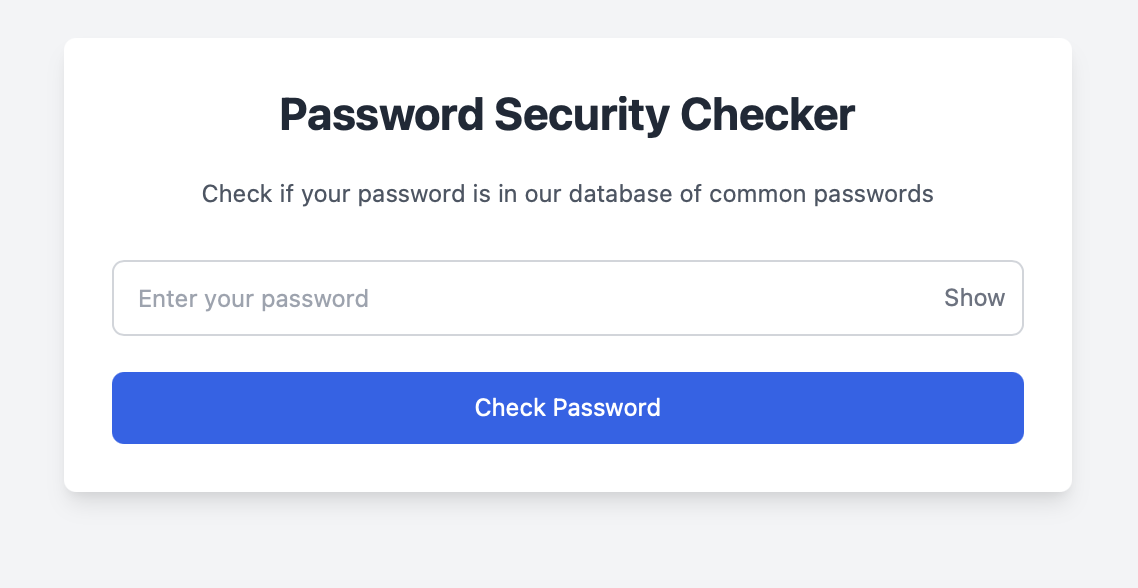 Password Security Checker
Check if your password is in our database of common passwords
Enter your password
Show
Check Password